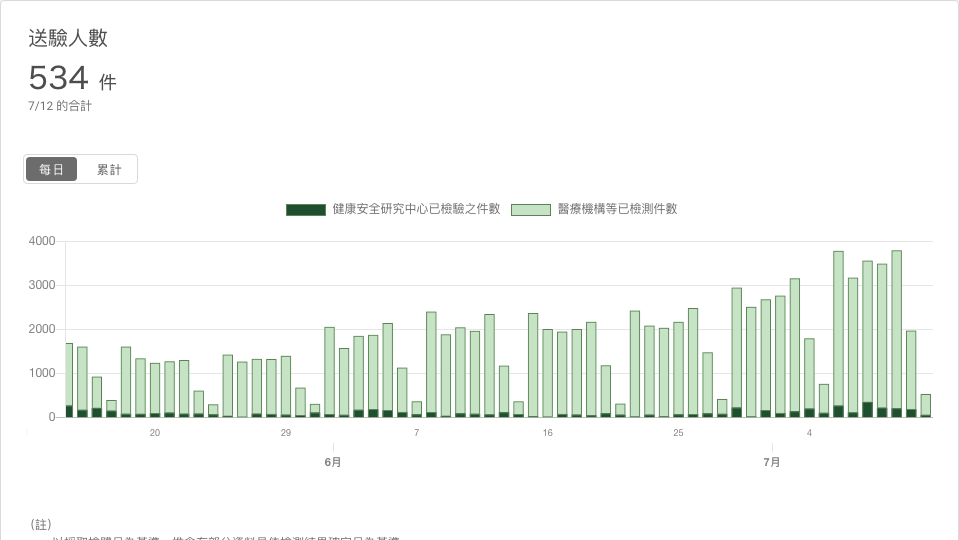 送驗人數
534 件
7/12 的合計
每日 累計
健康安全研究中心已檢驗之件數 醫療機構等已檢測件數
4000
3000
2000
1000
0
20 29 7 16 25 4
6月 7月
(註)